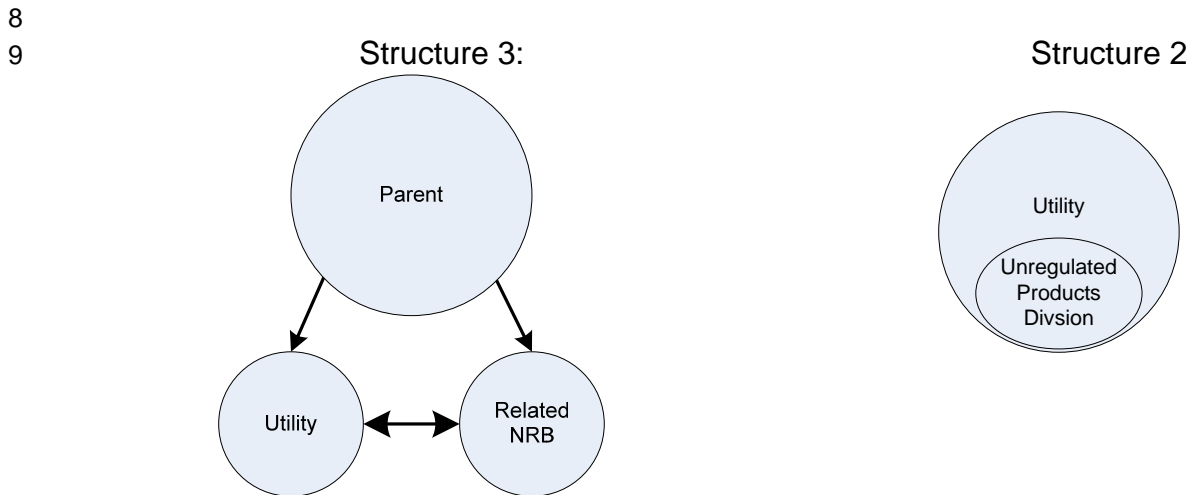 8
9
Structure 3:
Parent
Utility
Related
NRB
Structure 2
Utility
Unregulated
Products
Divsion